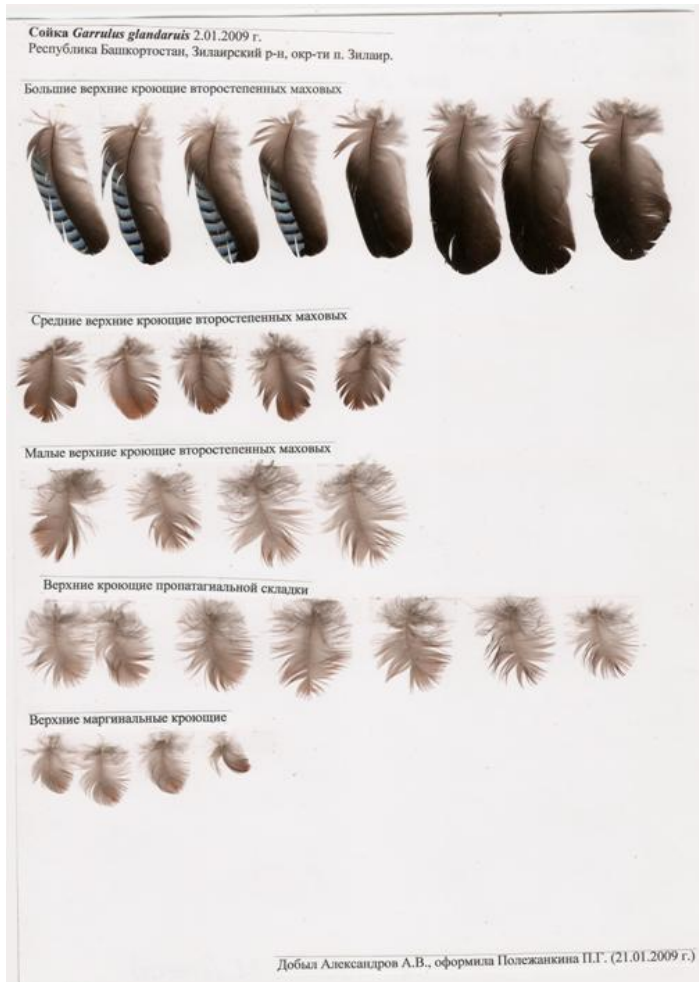 Сойка Garrulus glandaruis 2.01.2009 г.
Республика Башкортостан, Зилаирский р-н, окр-ти п. Зилаир.
Большие верхние кроющие второстепенных маховых
Средние верхние кроющие второстепенных маховых
Малые верхние кроющие второстепенных маховых
Верхние кроющие пропатагиальной складки
Верхние маргинальные кроющие
Добыл Александров А.В., оформила Полежанкина П.Г. (21.01.2009 г.)